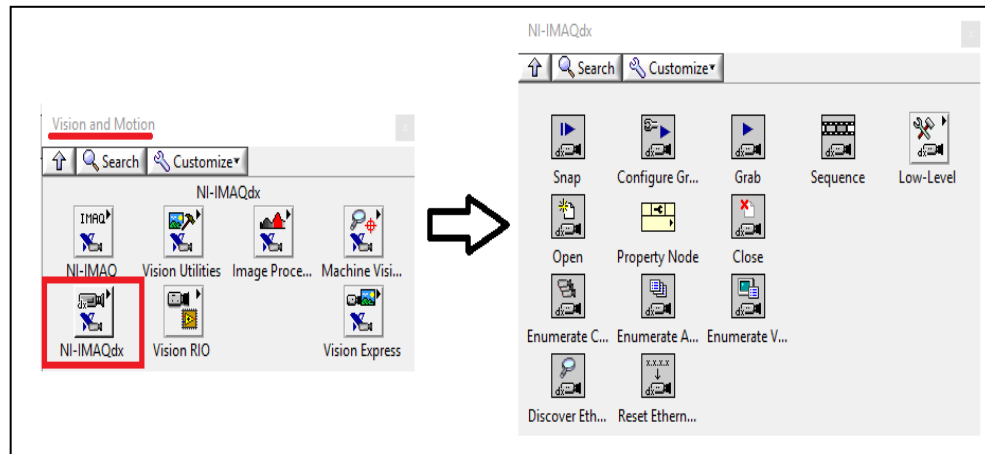 Vision and Motion
x
Search Customize
NI-IMAQdx
IMAQ
NI-IMAQ Vision Utilities Image Proce... Machine Visi...
NI-IMAQdx Vision RIO Vision Express
NI-IMAQdx
x
Search Customize
Snap Configure Gr... Grab Sequence Low-Level
Open Property Node Close
Enumerate C... Enumerate A... Enumerate V...
x.x.x.x
Discover Eth... Reset Ethern...